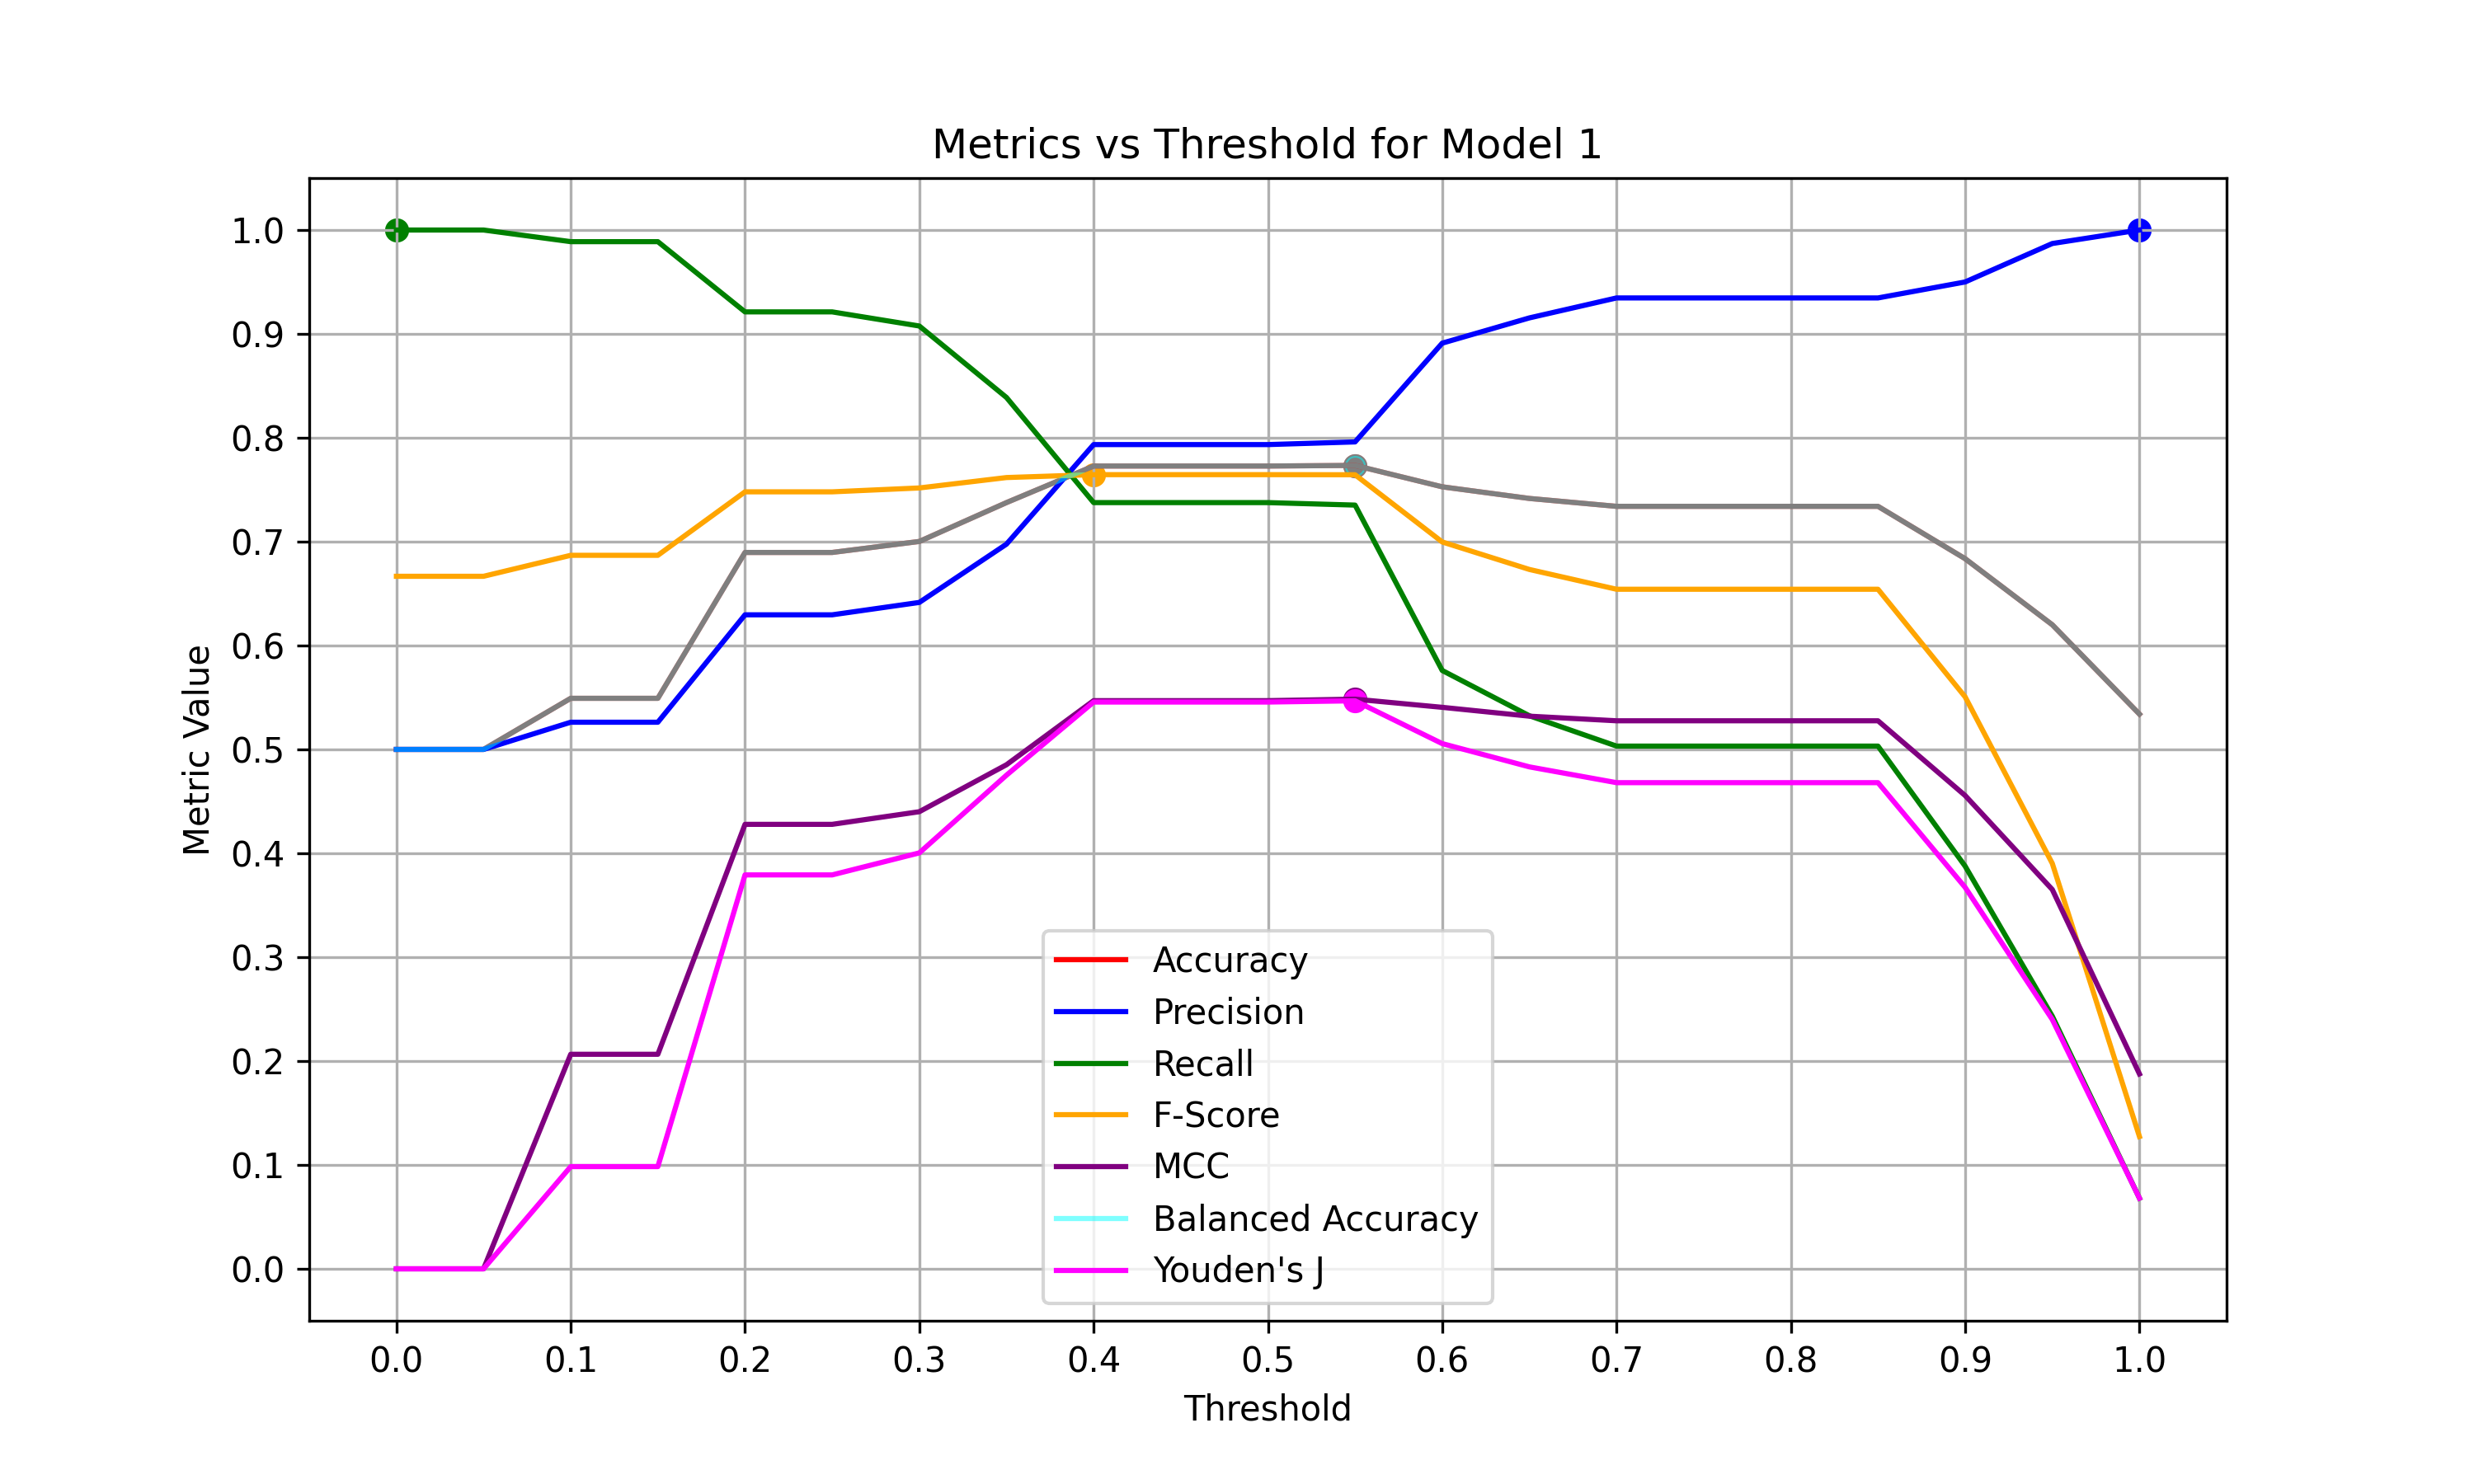 Metrics vs Threshold for Model 1
1.0
0.9
0.8
0.7
0.6
0.5
0.4
0.3
0.2
0.1
0.0
Metric Value
Accuracy
Precision
Recall
F-Score
MCC
Balanced Accuracy
Youden's J
0.0 0.1 0.2 0.3 0.4 0.5 0.6 0.7 0.8 0.9 1.0
Threshold